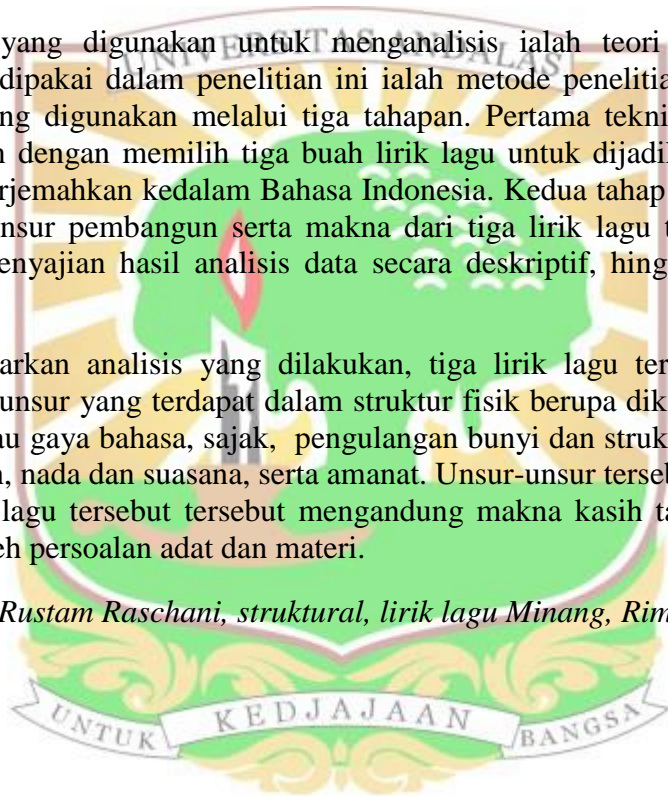 UNIVERSITAS ANDALAS
yang digunakan untuk menganalisis ialah teori
dipakai dalam penelitian ini ialah metode penelitia
ng digunakan melalui tiga tahapan. Pertama tekni
n dengan memilih tiga buah lirik lagu untuk dijadil
erjemahkan kedalam Bahasa Indonesia. Kedua tahap
nsur pembangun serta makna dari tiga lirik lagu t
enyajian hasil analisis data secara deskriptif, hing
arkan analisis yang dilakukan, tiga lirik lagu ter
unsur yang terdapat dalam struktur fisik berupa dik
au gaya bahasa, sajak, pengulangan bunyi dan struk
n, nada dan suasana, serta amanat. Unsur-unsur terseb
lagu tersebut tersebut mengandung makna kasih ta
eh persoalan adat dan materi.
Rustam Raschani, struktural, lirik lagu Minang, Rim
UNTUK KEDJAJAAN BANGSA